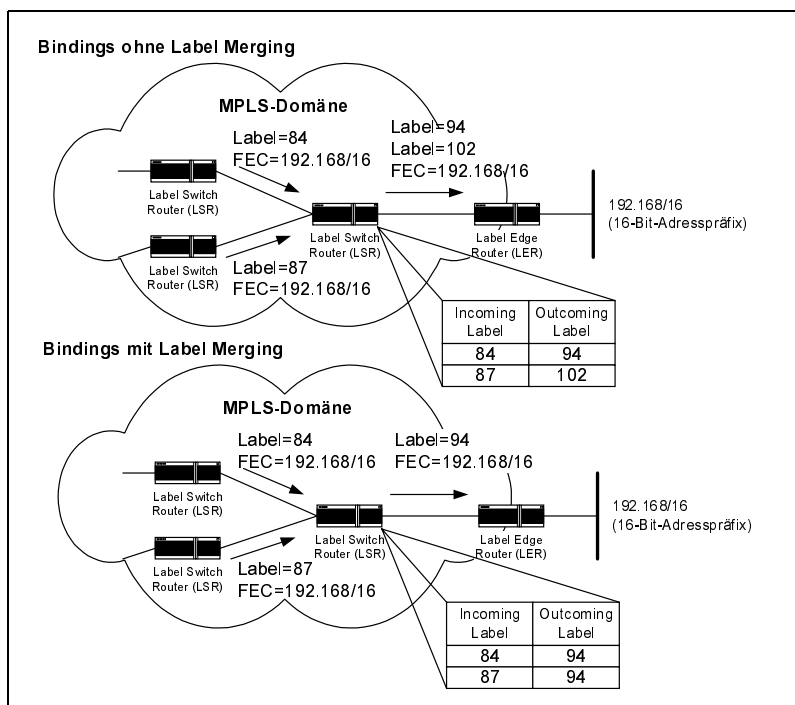 Bindings ohne Label Merging
MPLS-Domäne
Label=84
FEC=192.168/16
Label=94
Label=102
FEC=192.168/16
Label Switch
Router (LSR)
Label Switch
Router (LSR)
Label Edge
Router (LER)
192.168/16
(16-Bit-Adresspräfix)
Label Switch
Router (LSR)
Label=87
FEC=192.168/16
Incoming Label
Outcoming Label
84 94
87 102
Bindings mit Label Merging
MPLS-Domäne
Label=84
FEC=192.168/16
Label=94
FEC=192.168/16
Label Switch
Router (LSR)
Label Switch
Router (LSR)
Label Edge
Router (LER)
192.168/16
(16-Bit-Adresspräfix)
Label Switch
Router (LSR)
Label=87
FEC=192.168/16
Incoming Label
Outcoming Label
84 94
87 94